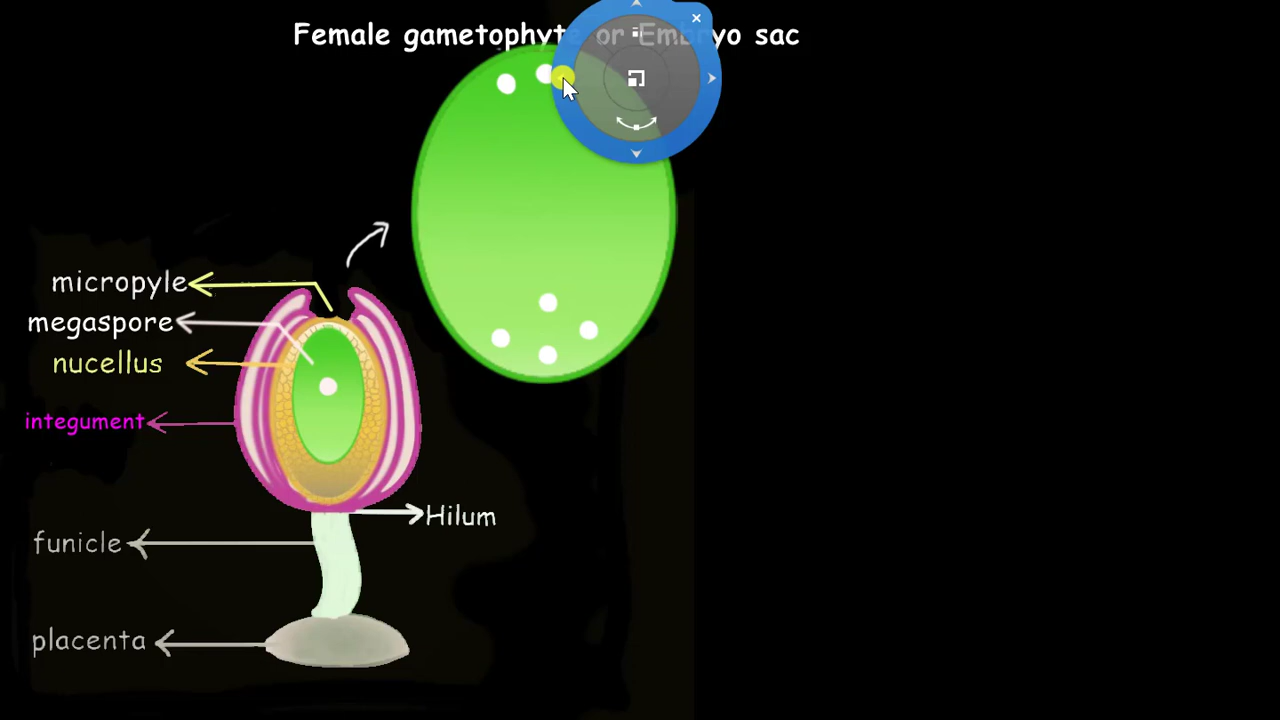 Female gametophyte or Embryo sac
micropyle
megaspore
nucellus
integument
Hilum
funicle
placenta